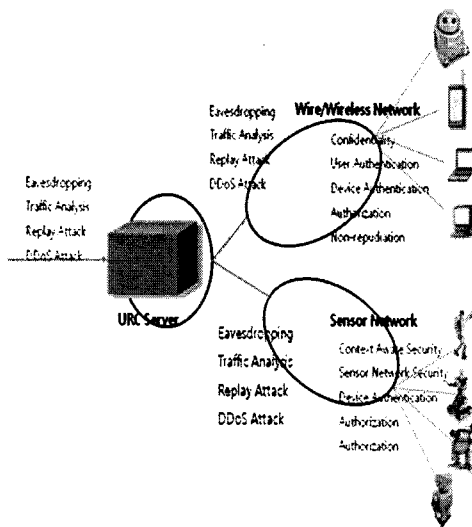 Eavesdropping
Traffic Analysis
Replay Attack
DDoS Attack
URC Server
Eavesdropping
Traffic Analysis
Replay Attack
DDoS Attack
Wire/Wireless Network
Confidentiality
User Authentication
Device Authentication
Authorization
Non-repudiation
Eavesdropping
Traffic Analysis
Replay Attack
DDoS Attack
Sensor Network
Context Aware Security
Sensor Network Security
Device Authentication
Authorization
Authorization